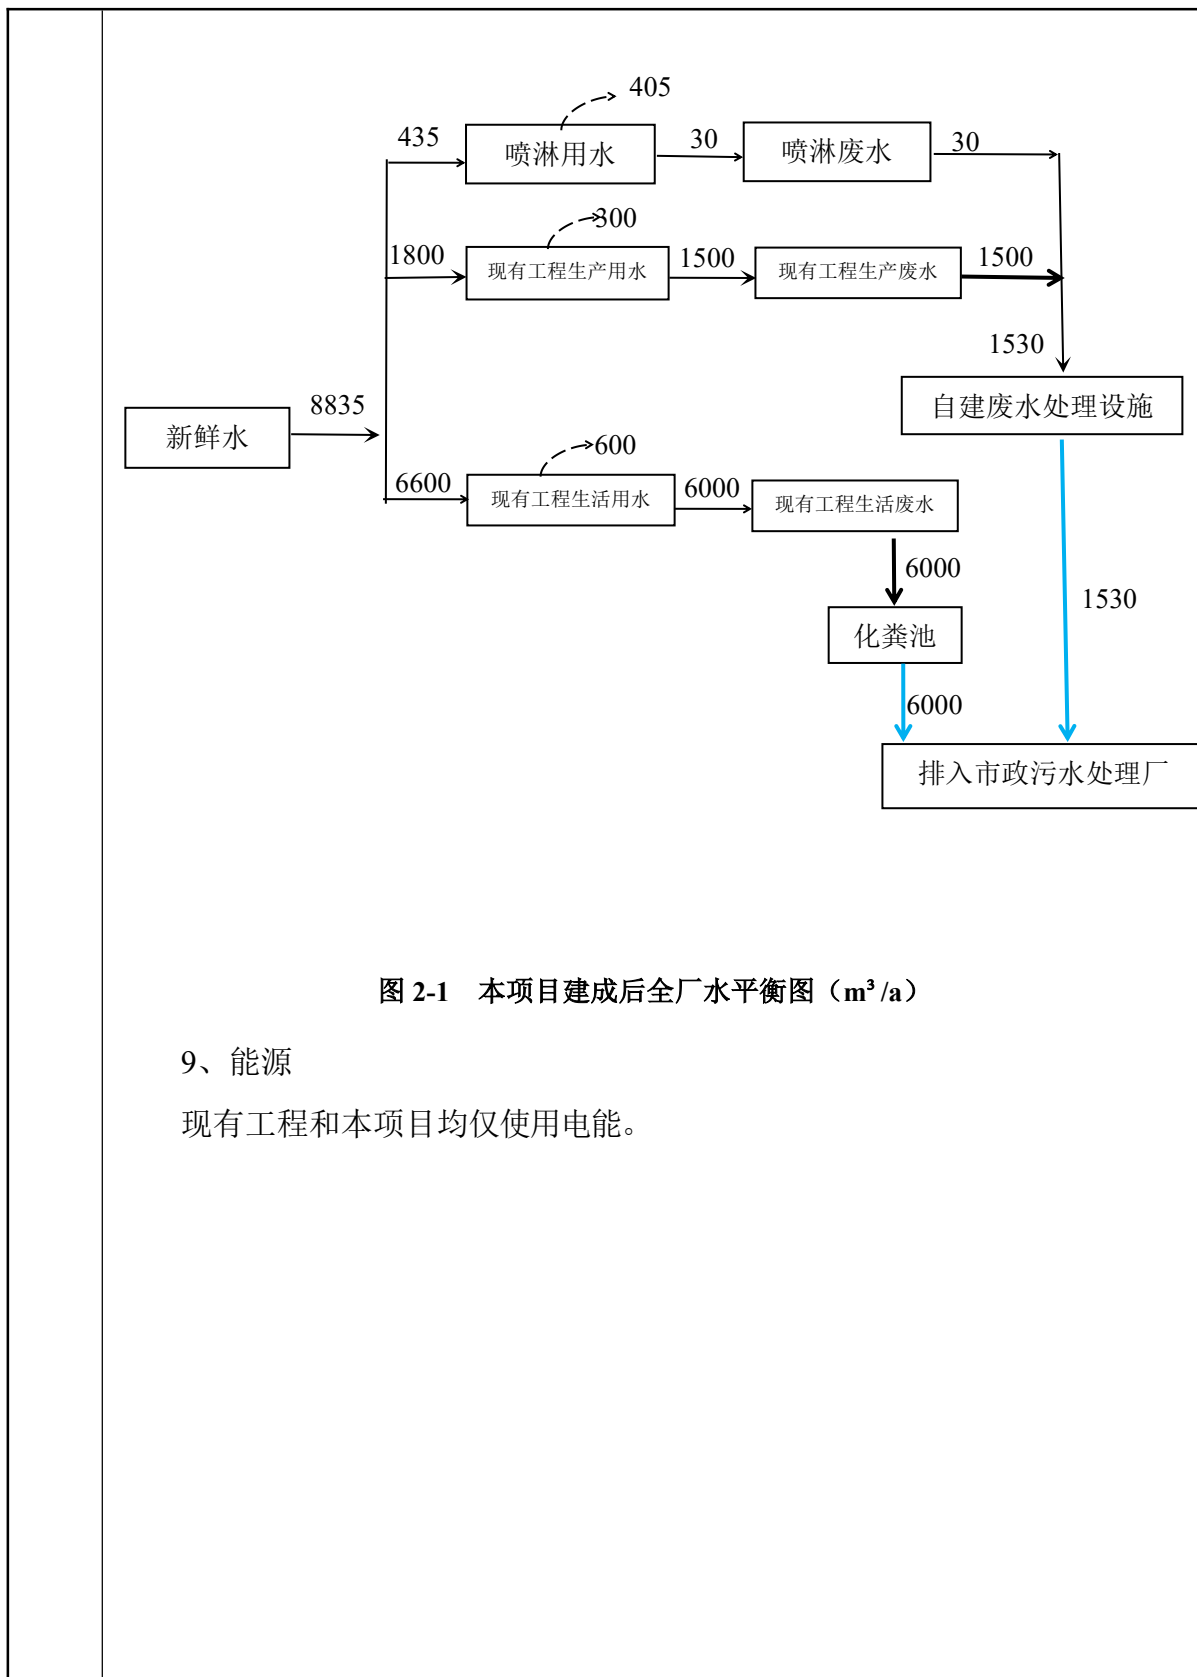 405
435
喷淋用水
30
喷淋废水
30
300
1800
现有工程生产用水
1500
现有工程生产废水
1500
1530
自建废水处理设施
8835
新鲜水
600
6600
现有工程生活用水
6000
现有工程生活废水
6000
1530
化粪池
6000
排入市政污水处理厂
图 2-1 本项目建成后全厂水平衡图（m³/a）
9、能源
现有工程和本项目均仅使用电能。